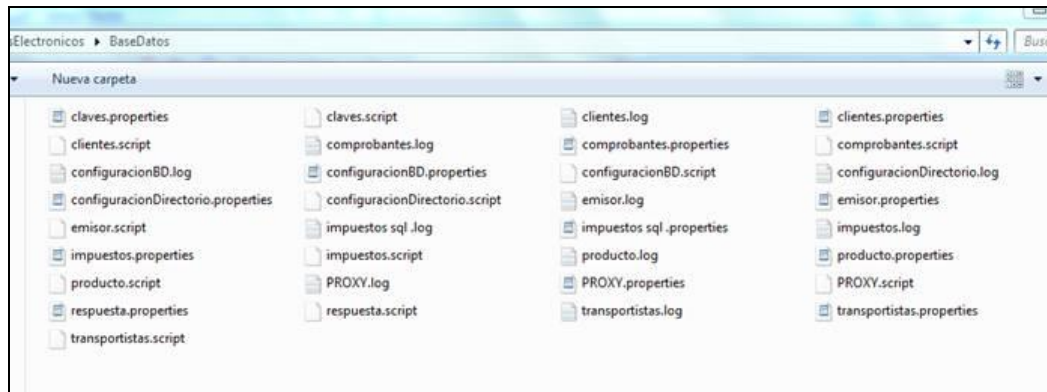 sElectronicos ▸ BaseDatos
Nueva carpeta
claves.properties claves.script clientes.log clientes.properties
clientes.script comprobantes.log comprobantes.properties comprobantes.script
configuracionBD.log configuracionBD.properties configuracionBD.script configuracionDirectorio.log
configuracionDirectorio.properties configuracionDirectorio.script emisor.log emisor.properties
emisor.script impuestos sql .log impuestos sql .properties impuestos.log
impuestos.properties impuestos.script producto.log producto.properties
producto.script PROXY.log PROXY.properties PROXY.script
respuesta.properties respuesta.script transportistas.log transportistas.properties
transportistas.script